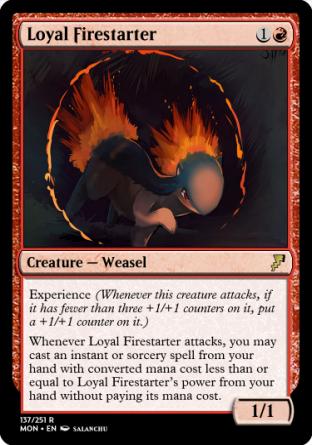 Loyal Firestarter 1
Creature — Weasel
Experience (Whenever this creature attacks, if
it has fewer than three +1/+1 counters on it, put
a +1/+1 counter on it.)
Whenever Loyal Firestarter attacks, you may
cast an instant or sorcery spell from your
hand with converted mana cost less than or
equal to Loyal Firestarter's power from your
hand without paying its mana cost.
1/1
137/251 R
MON • EN SALANCHU